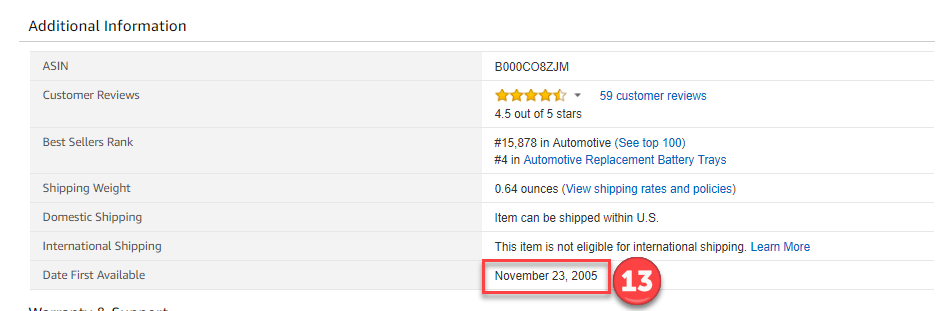 Additional Information
ASIN B000CO8ZJM
Customer Reviews 59 customer reviews
4.5 out of 5 stars
Best Sellers Rank #15,878 in Automotive (See top 100)
#4 in Automotive Replacement Battery Trays
Shipping Weight 0.64 ounces (View shipping rates and policies)
Domestic Shipping Item can be shipped within U.S.
International Shipping This item is not eligible for international shipping. Learn More
Date First Available November 23, 2005 13
Warranty & Support